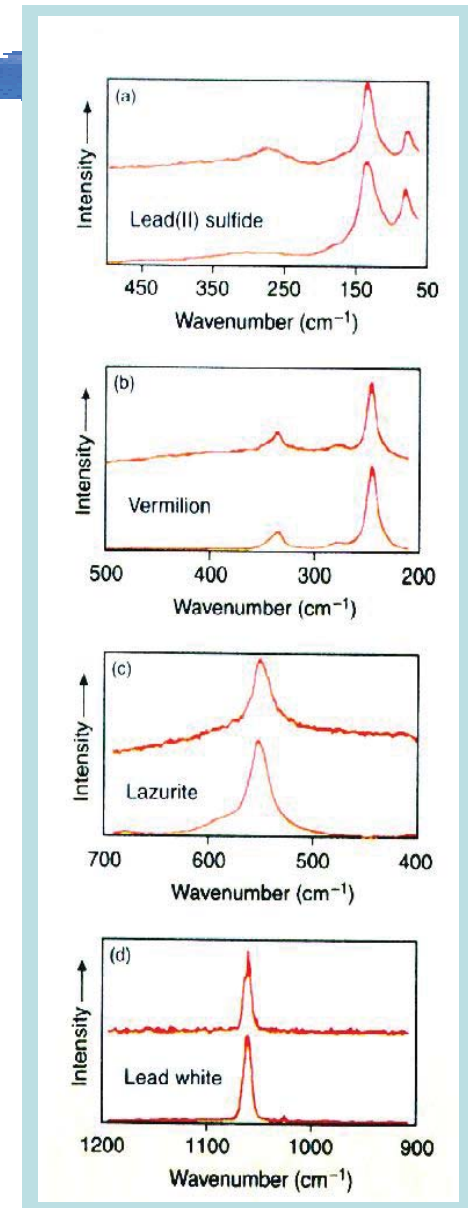 (a)
Intensity
Lead(II) sulfide
450 350 250 150 50
Wavenumber (cm⁻¹)
(b)
Intensity
Vermilion
500 400 300 200
Wavenumber (cm⁻¹)
(c)
Intensity
Lazurite
700 600 500 400
Wavenumber (cm⁻¹)
(d)
Intensity
Lead white
1200 1100 1000 900
Wavenumber (cm⁻¹)